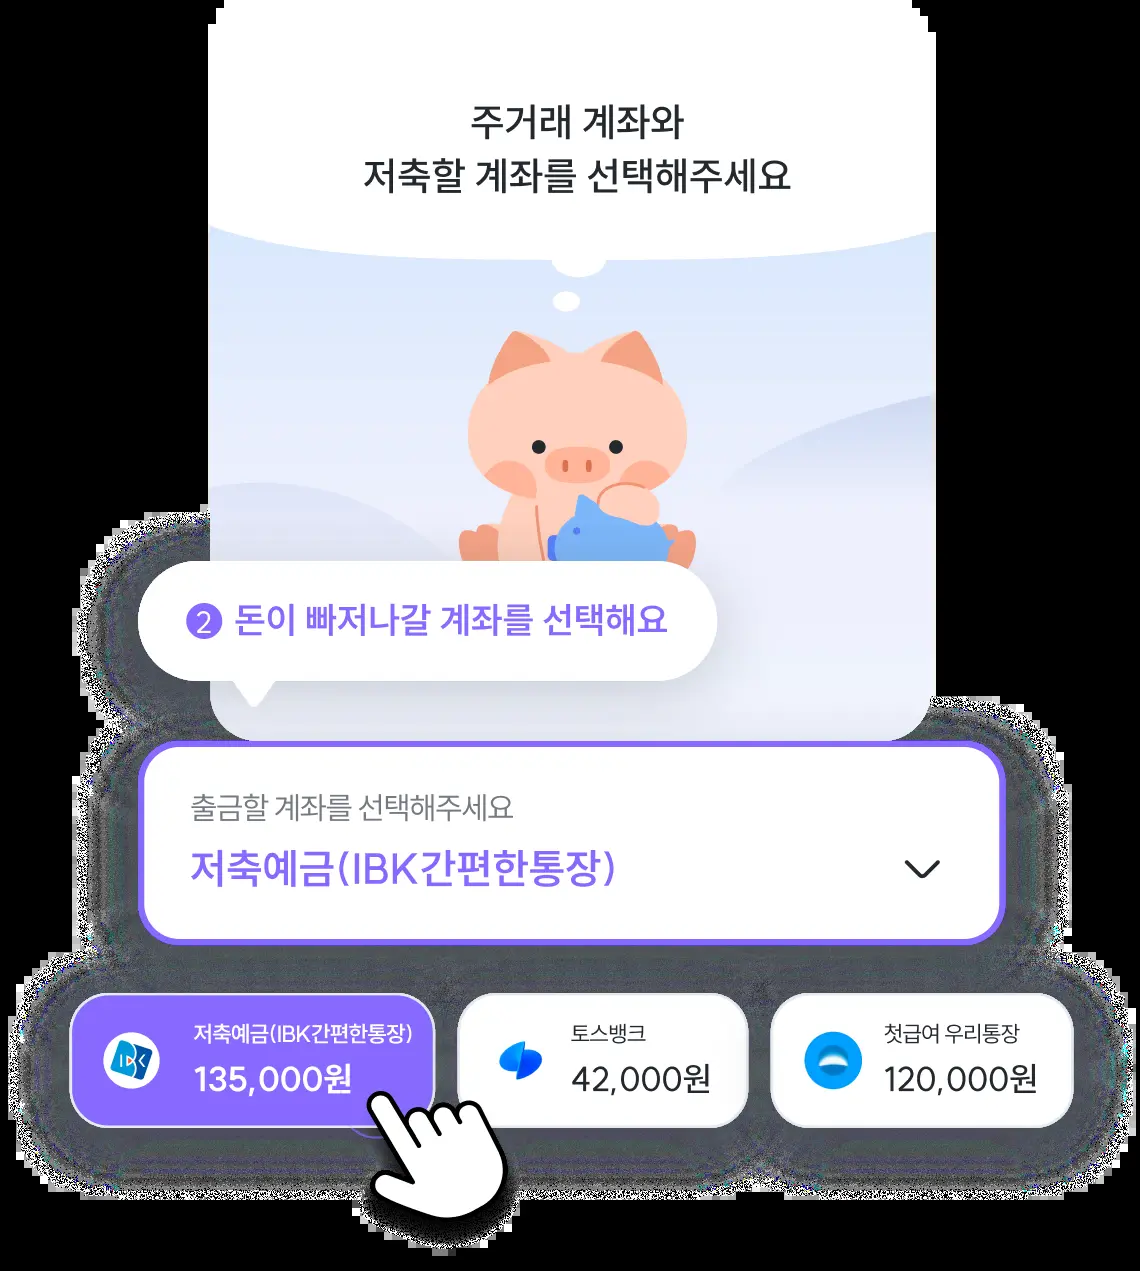 주거래 계좌와
저축할 계좌를 선택해주세요
2 돈이 빠져나갈 계좌를 선택해요
출금할 계좌를 선택해주세요
저축예금(IBK간편한통장)
IBK
저축예금(IBK간편한통장)
135,000원
토스뱅크
42,000원
첫급여 우리통장
120,000원